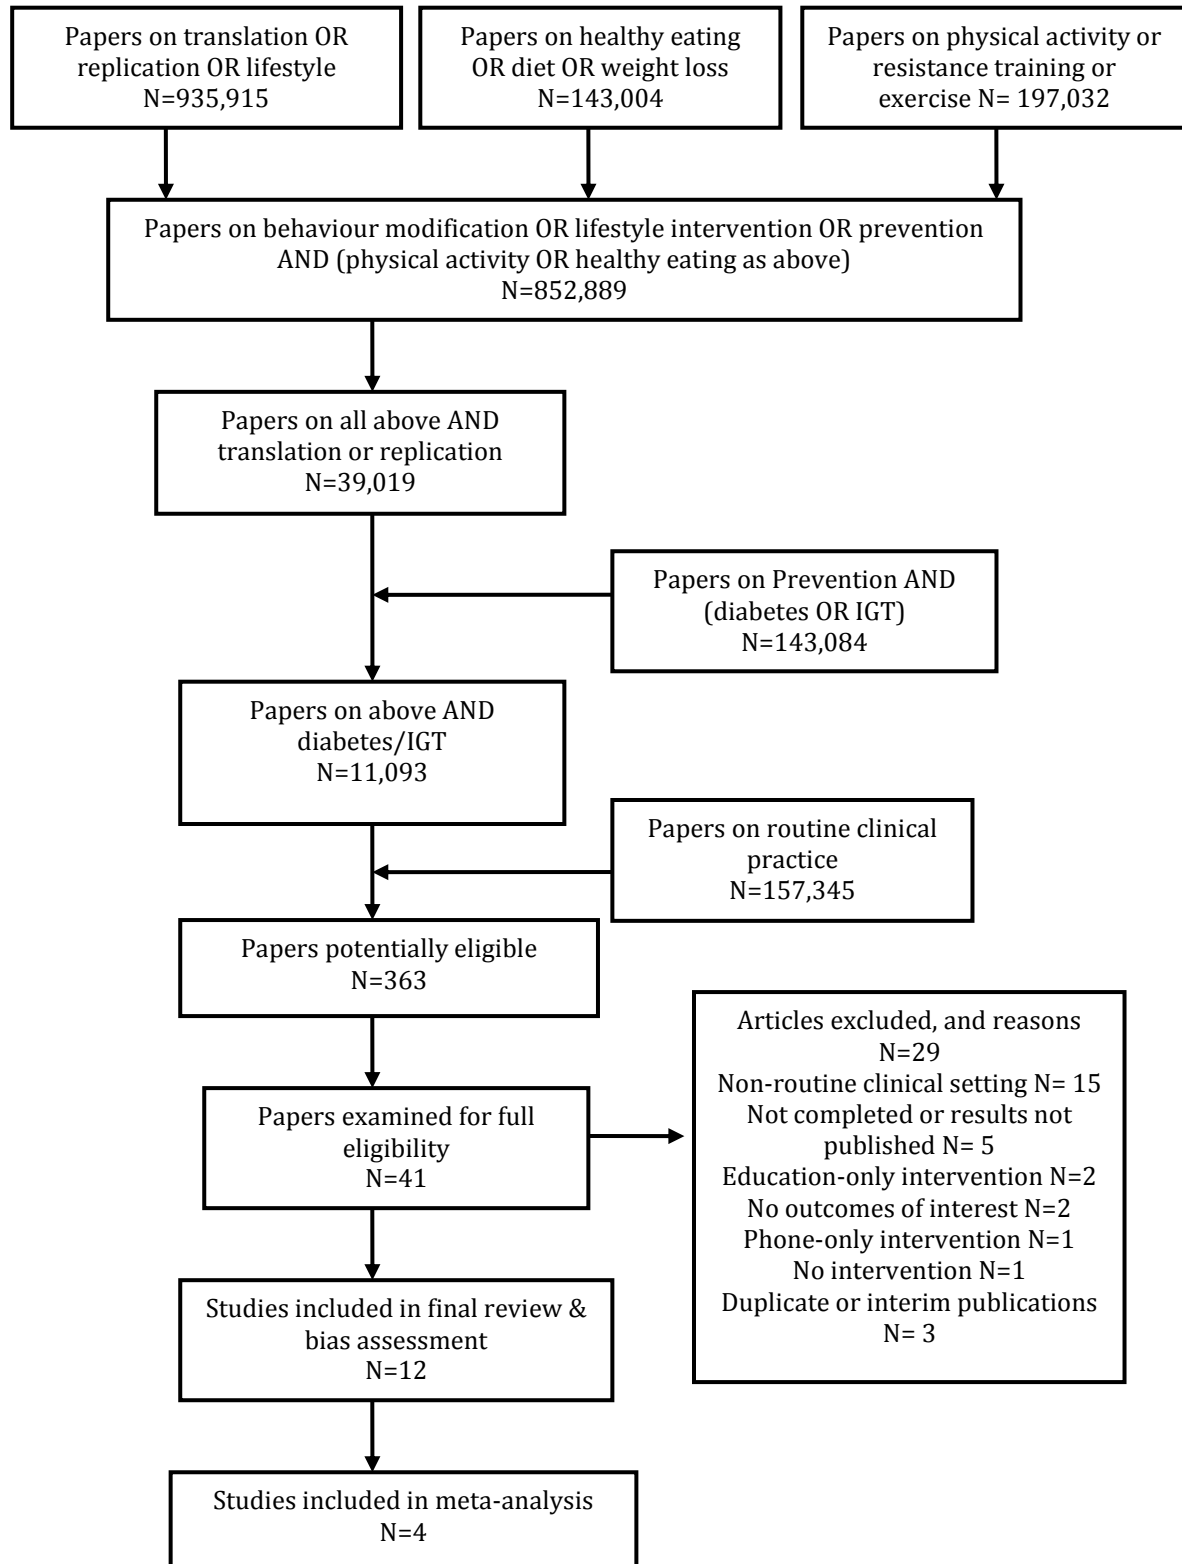 Papers on translation OR
replication OR lifestyle
N=935,915
Papers on healthy eating
OR diet OR weight loss
N=143,004
Papers on physical activity or
resistance training or
exercise N= 197,032
Papers on behaviour modification OR lifestyle intervention OR prevention
AND (physical activity OR healthy eating as above)
N=852,889
Papers on all above AND
translation or replication
N=39,019
Papers on Prevention AND
(diabetes OR IGT)
N=143,084
Papers on above AND
diabetes/IGT
N=11,093
Papers on routine clinical
practice
N=157,345
Papers potentially eligible
N=363
Articles excluded, and reasons
N=29
Non-routine clinical setting N= 15
Not completed or results not
published N= 5
Education-only intervention N=2
No outcomes of interest N=2
Phone-only intervention N=1
No intervention N=1
Duplicate or interim publications
N= 3
Papers examined for full
eligibility
N=41
Studies included in final review &
bias assessment
N=12
Studies included in meta-analysis
N=4